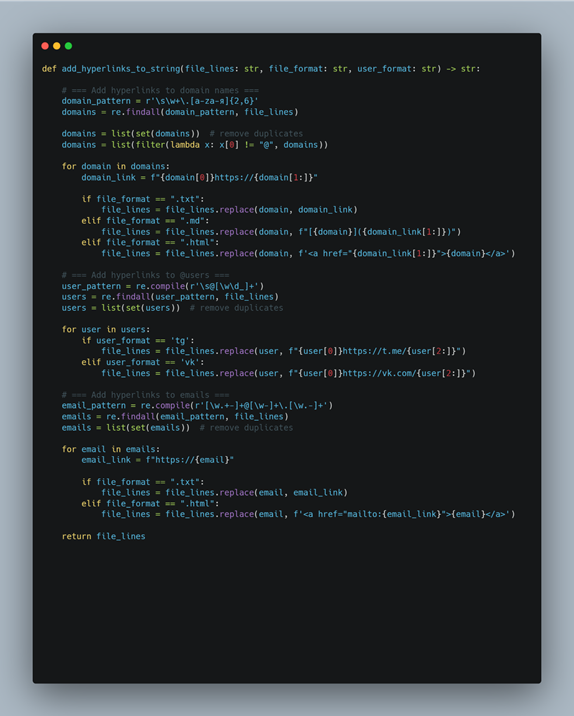 def add_hyperlinks_to_string(file_lines: str, file_format: str, user_format: str) -> str:
# === Add hyperlinks to domain names ===
domain_pattern = r'\s\w+\.[a-zа-я]{2,6}'
domains = re.findall(domain_pattern, file_lines)
domains = list(set(domains))  # remove duplicates
domains = list(filter(lambda x: x[0] != "@", domains))
for domain in domains:
domain_link = f"{domain[0]}https://{domain[1:]}"
if file_format == ".txt":
file_lines = file_lines.replace(domain, domain_link)
elif file_format == ".md":
file_lines = file_lines.replace(domain, f"[{domain}]({domain_link[1:]})")
elif file_format == ".html":
file_lines = file_lines.replace(domain, f'<a href="{domain_link[1:]}">{domain}</a>')
# === Add hyperlinks to @users ===
user_pattern = re.compile(r'\s@[\w\d_]+')
users = re.findall(user_pattern, file_lines)
users = list(set(users))  # remove duplicates
for user in users:
if user_format == 'tg':
file_lines = file_lines.replace(user, f"{user[0]}https://t.me/{user[2:]}")
elif user_format == 'vk':
file_lines = file_lines.replace(user, f"{user[0]}https://vk.com/{user[2:]}")
# === Add hyperlinks to emails ===
email_pattern = re.compile(r'[\w.+-]+@[\w-]+\.[\w.-]+')
emails = re.findall(email_pattern, file_lines)
emails = list(set(emails))  # remove duplicates
for email in emails:
email_link = f"https://{email}"
if file_format == ".txt":
file_lines = file_lines.replace(email, email_link)
elif file_format == ".html":
file_lines = file_lines.replace(email, f'<a href="mailto:{email_link}">{email}</a>')
return file_lines